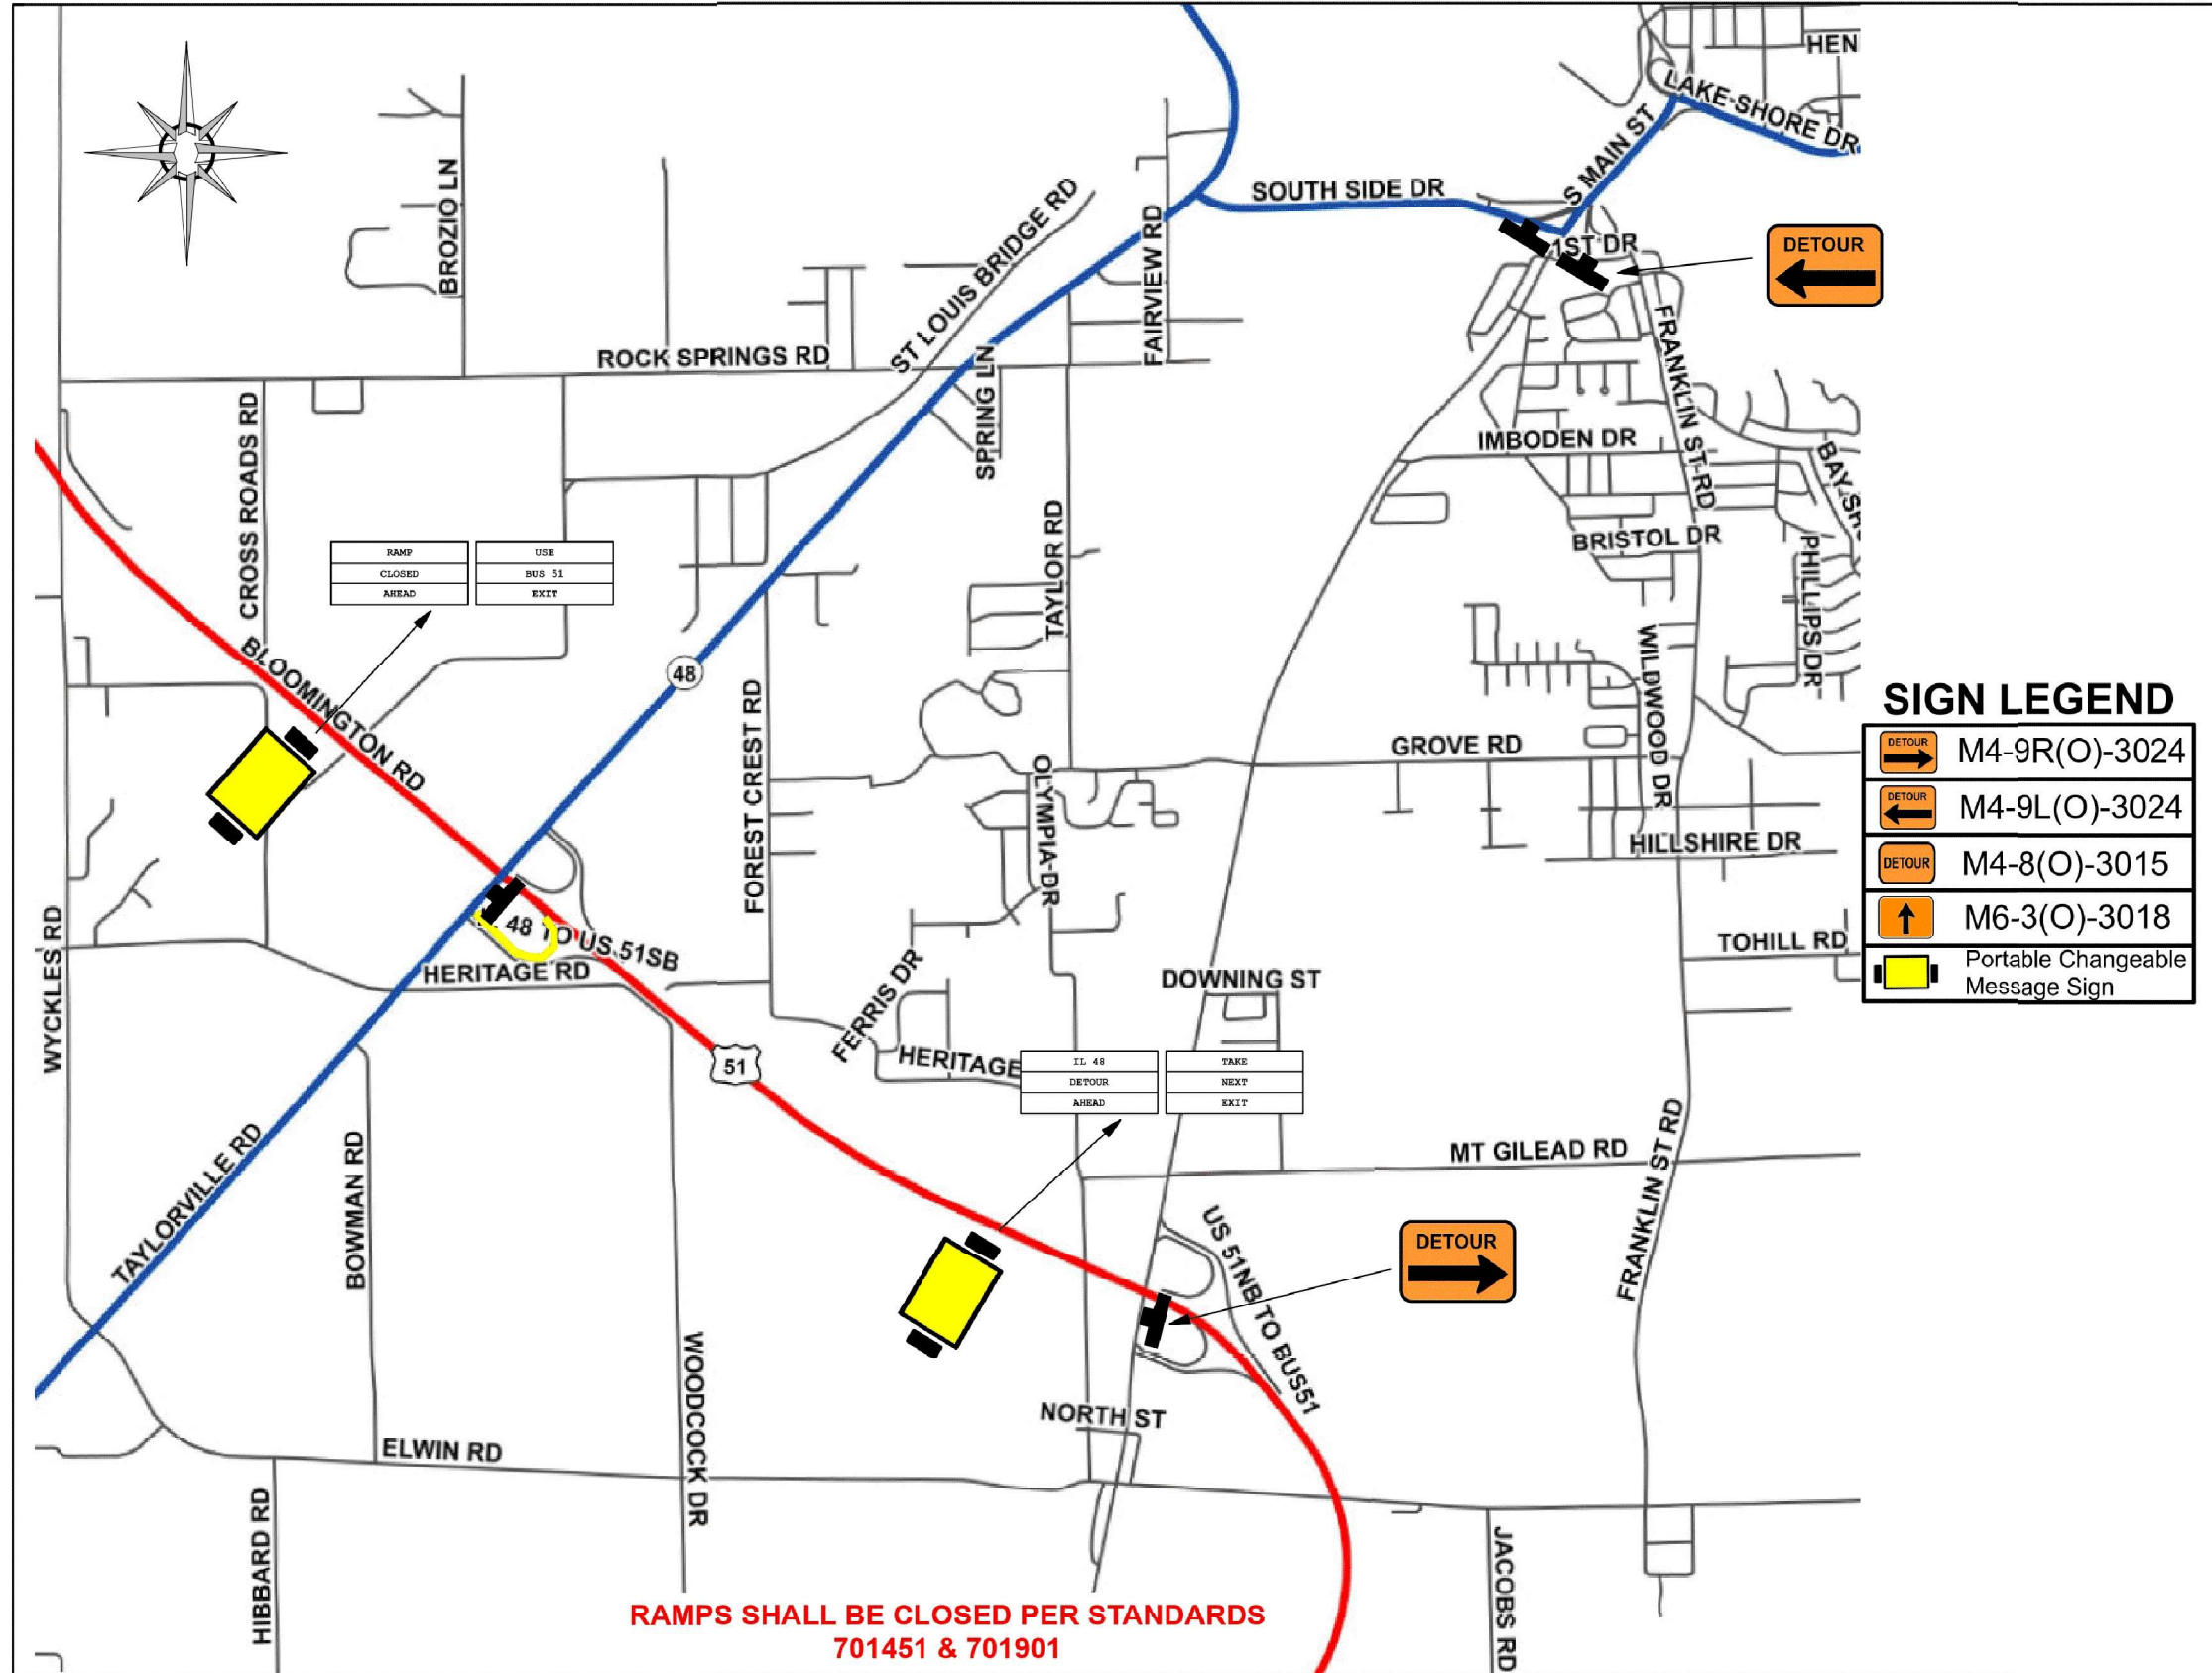 HEN
LAKE SHORE DR
S MAIN ST
SOUTH SIDE DR
1ST DR
DETOUR
BROZIO LN
ST LOUIS BRIDGE RD
FAIRVIEW RD
ROCK SPRINGS RD
SPRING LN
FRANKLIN ST RD
IMBODEN DR
BAY SH
CROSS ROADS RD
TAYLOR RD
BRISTOL DR
PHILLIPS DR
RAMP
CLOSED
AHEAD
USE
BUS 51
EXIT
BLOOMINGTON RD
48
FOREST CREST RD
WILDWOOD DR
GROVE RD
OLYMPIA DR
HILLSHIRE DR
SIGN LEGEND
DETOUR M4-9R(O)-3024
DETOUR M4-9L(O)-3024
DETOUR M4-8(O)-3015
M6-3(O)-3018
Portable Changeable
Message Sign
TOHILL RD
WYCKLES RD
48 TO US 51SB
HERITAGE RD
DOWNING ST
FERRIS DR
HERITAGE
51
IL 48
DETOUR
AHEAD
TAKE
NEXT
EXIT
MT GILEAD RD
TAYLORVILLE RD
BOWMAN RD
FRANKLIN ST RD
US 51NB TO BUS51
DETOUR
WOODCOCK DR
NORTH ST
ELWIN RD
HIBBARD RD
JACOBS RD
RAMPS SHALL BE CLOSED PER STANDARDS
701451 & 701901